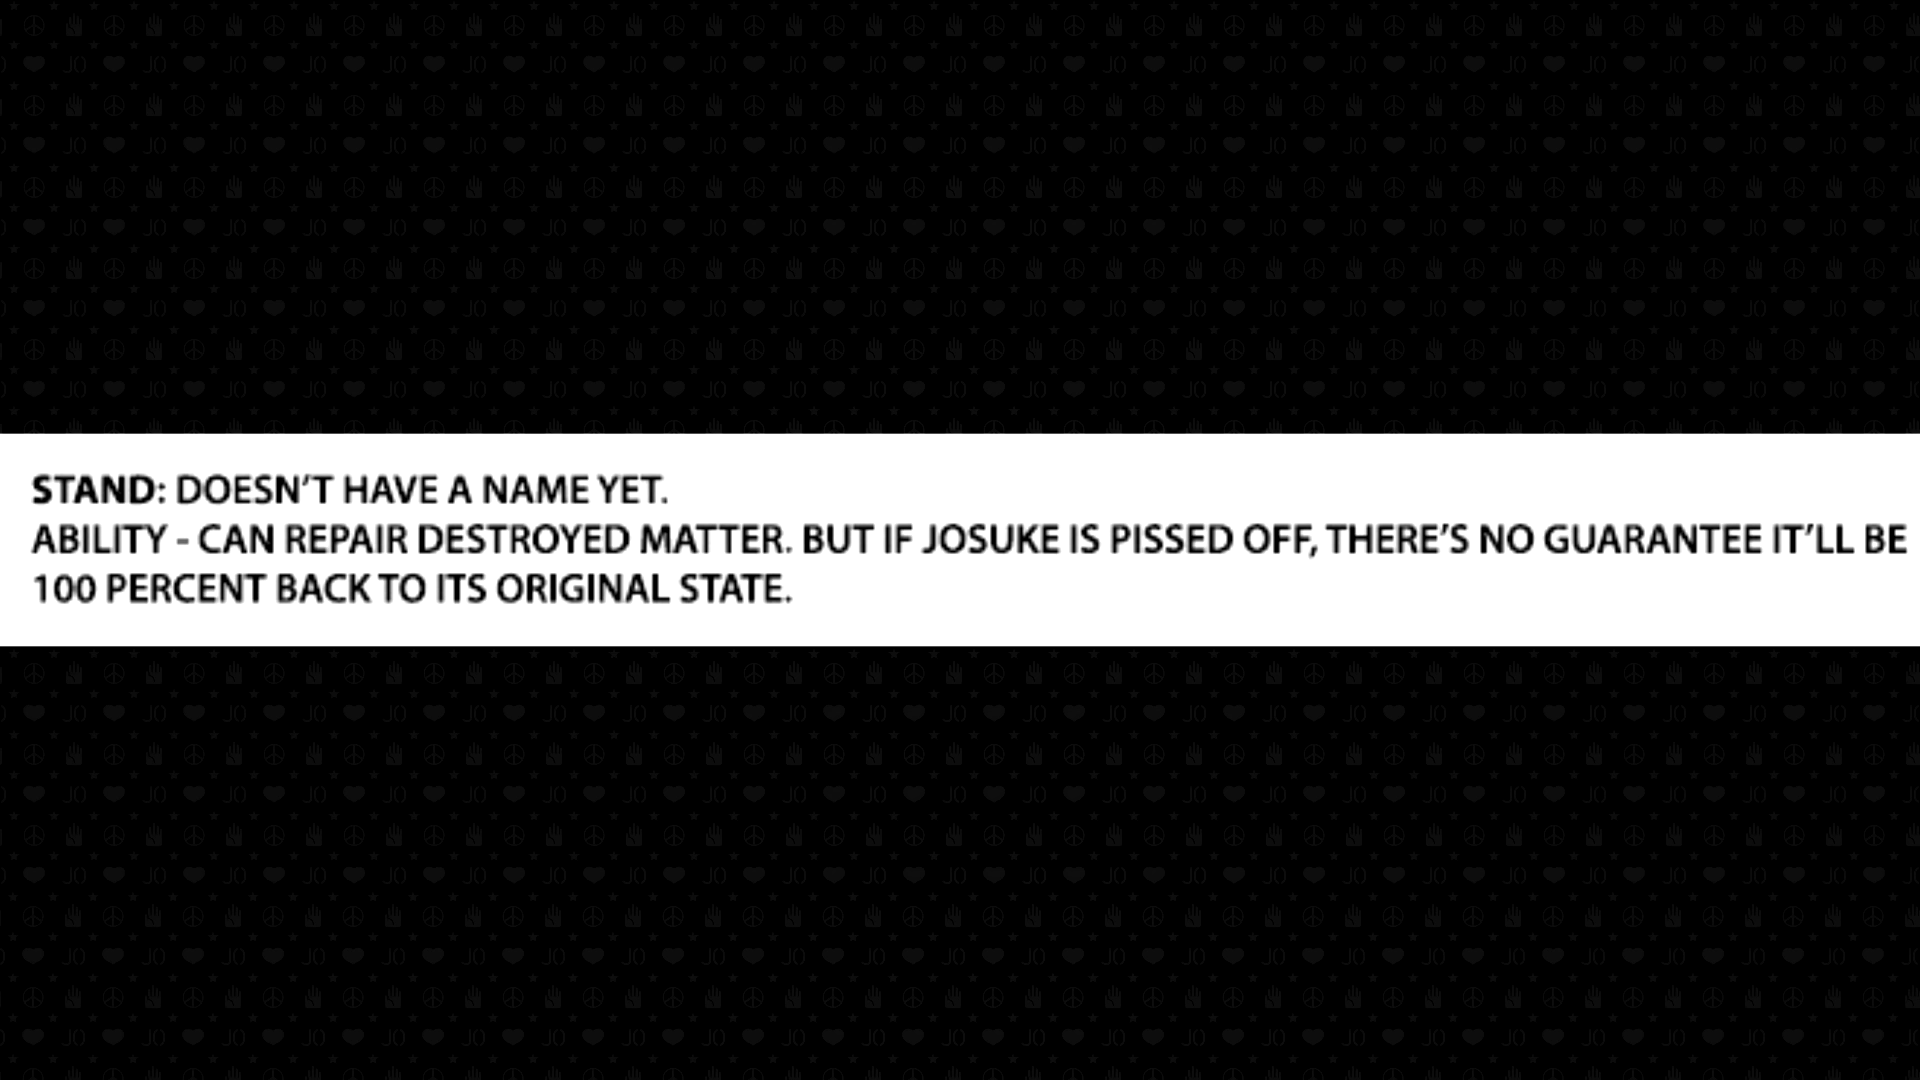 STAND: DOESN'T HAVE A NAME YET.
ABILITY - CAN REPAIR DESTROYED MATTER. BUT IF JOSUKE IS PISSED OFF, THERE'S NO GUARANTEE IT'LL BE
100 PERCENT BACK TO ITS ORIGINAL STATE.